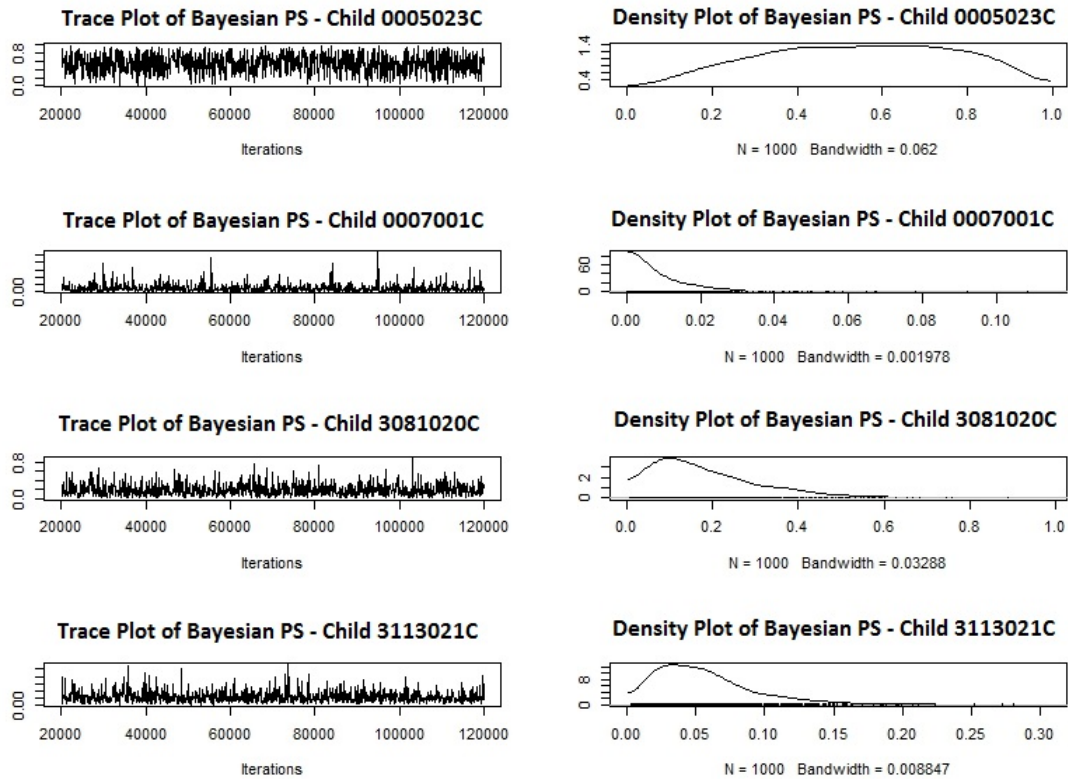 Trace Plot of Bayesian PS - Child 0005023C
0.8
0.0
20000 40000 60000 80000 100000 120000
Iterations
Density Plot of Bayesian PS - Child 0005023C
1.4
0.4
0.0 0.2 0.4 0.6 0.8 1.0
N = 1000 Bandwidth = 0.062
Trace Plot of Bayesian PS - Child 0007001C
0.00
20000 40000 60000 80000 100000 120000
Iterations
Density Plot of Bayesian PS - Child 0007001C
60
0
0.00 0.02 0.04 0.06 0.08 0.10
N = 1000 Bandwidth = 0.001978
Trace Plot of Bayesian PS - Child 3081020C
0.8
0.0
20000 40000 60000 80000 100000 120000
Iterations
Density Plot of Bayesian PS - Child 3081020C
2
0
0.0 0.2 0.4 0.6 0.8 1.0
N = 1000 Bandwidth = 0.03288
Trace Plot of Bayesian PS - Child 3113021C
0.00
20000 40000 60000 80000 100000 120000
Iterations
Density Plot of Bayesian PS - Child 3113021C
8
0
0.00 0.05 0.10 0.15 0.20 0.25 0.30
N = 1000 Bandwidth = 0.008847